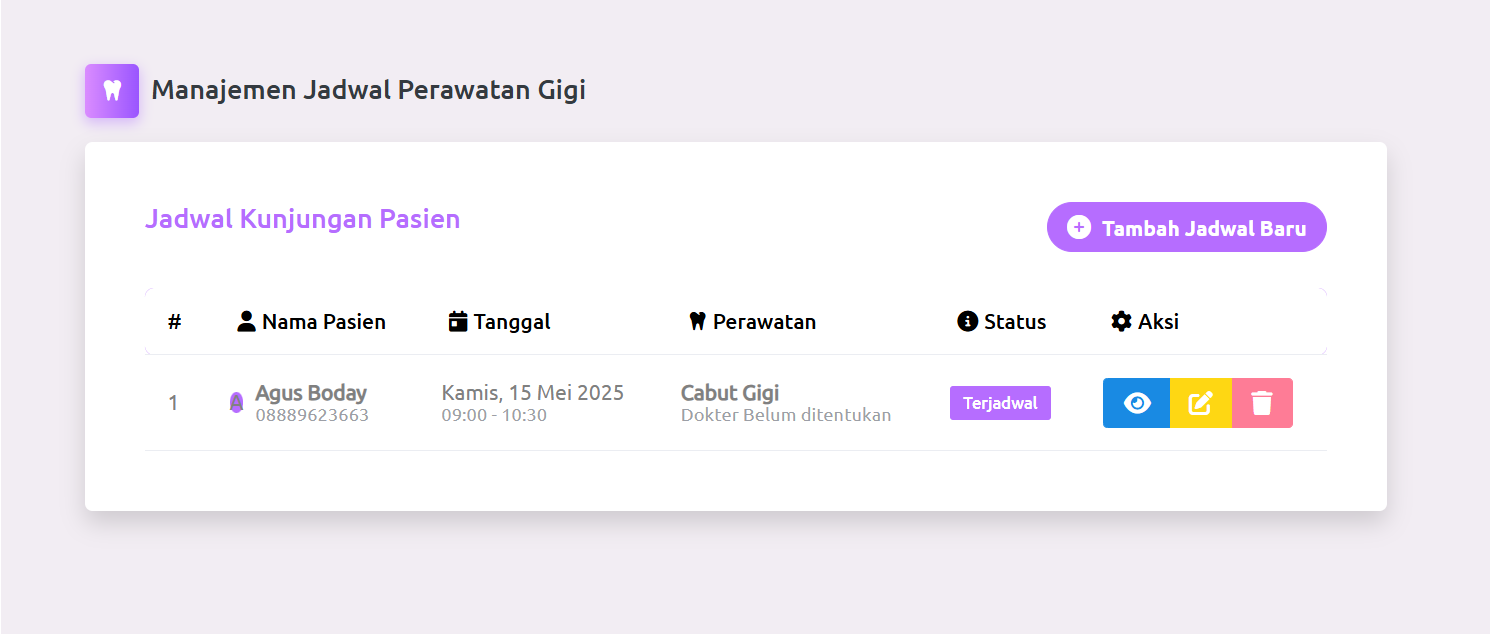 Manajemen Jadwal Perawatan Gigi
Jadwal Kunjungan Pasien
Tambah Jadwal Baru
# Nama Pasien Tanggal Perawatan Status Aksi
1 A Agus Boday Kamis, 15 Mei 2025 Cabut Gigi Terjadwal
08889623663 09:00 - 10:30 Dokter Belum ditentukan